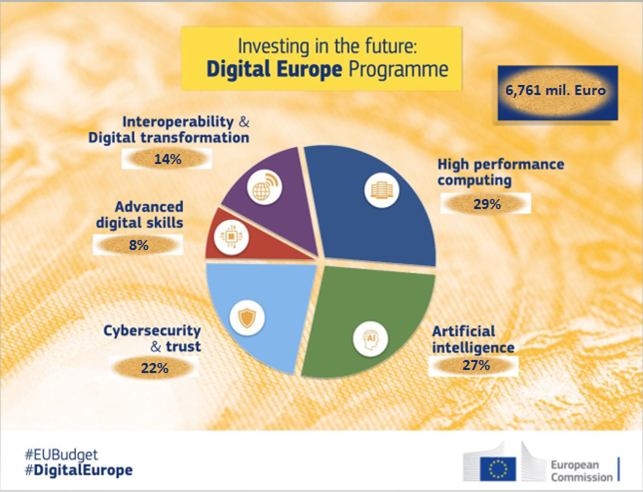 Investing in the future:
Digital Europe Programme
6,761 mil. Euro
Interoperability &
Digital transformation
14%
High performance
computing
29%
Advanced
digital skills
8%
Cybersecurity
& trust
22%
AI
Artificial
intelligence
27%
#EUBudget
#DigitalEurope
European
Commission